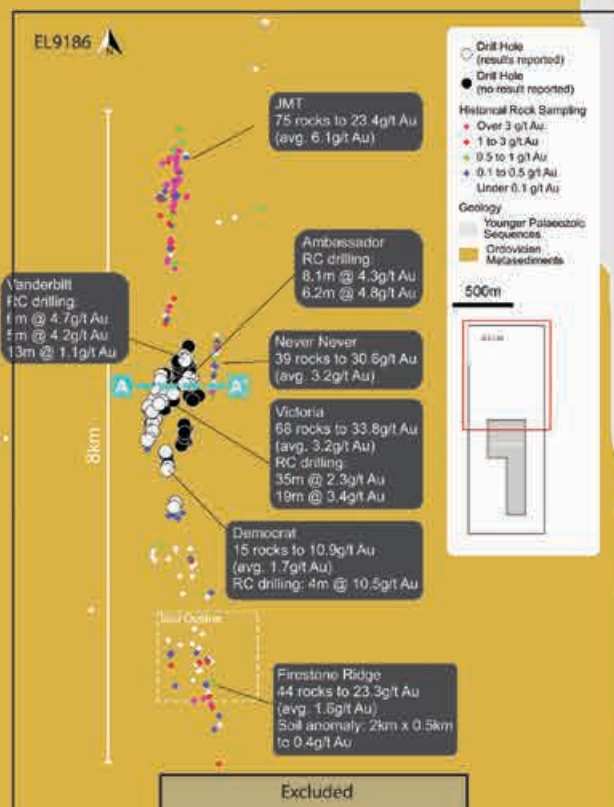 EL9186
N
JMT
75 rocks to 23.4g/t Au
(avg. 6.1g/t Au)
Ambassador
RC drilling:
8.1m @ 4.3g/t Au
6.2m @ 4.8g/t Au
Vanderbilt
RC drilling:
6m @ 4.7g/t Au
5m @ 4.2g/t Au
13m @ 1.1g/t Au
Never Never
39 rocks to 30.6g/t Au
(avg. 3.2g/t Au)
A
A'
Victoria
68 rocks to 33.8g/t Au
(avg. 3.2g/t Au)
RC drilling:
35m @ 2.3g/t Au
19m @ 3.4g/t Au
8km
Democrat
15 rocks to 10.9g/t Au
(avg. 1.7g/t Au)
RC drilling: 4m @ 10.5g/t Au
Soil Outline
Firestone Ridge
44 rocks to 23.3g/t Au
(avg. 1.6g/t Au)
Soil anomaly: 2km x 0.5km
to 0.4g/t Au
Excluded
Drill Hole
(results reported)
Drill Hole
(no result reported)
Historical Rock Sampling
Over 3 g/t Au
1 to 3 g/t Au
0.5 to 1 g/t Au
0.1 to 0.5 g/t Au
Under 0.1 g/t Au
Geology
Younger Palaeozoic
Sequences
Ordovician
Metasediments
500m